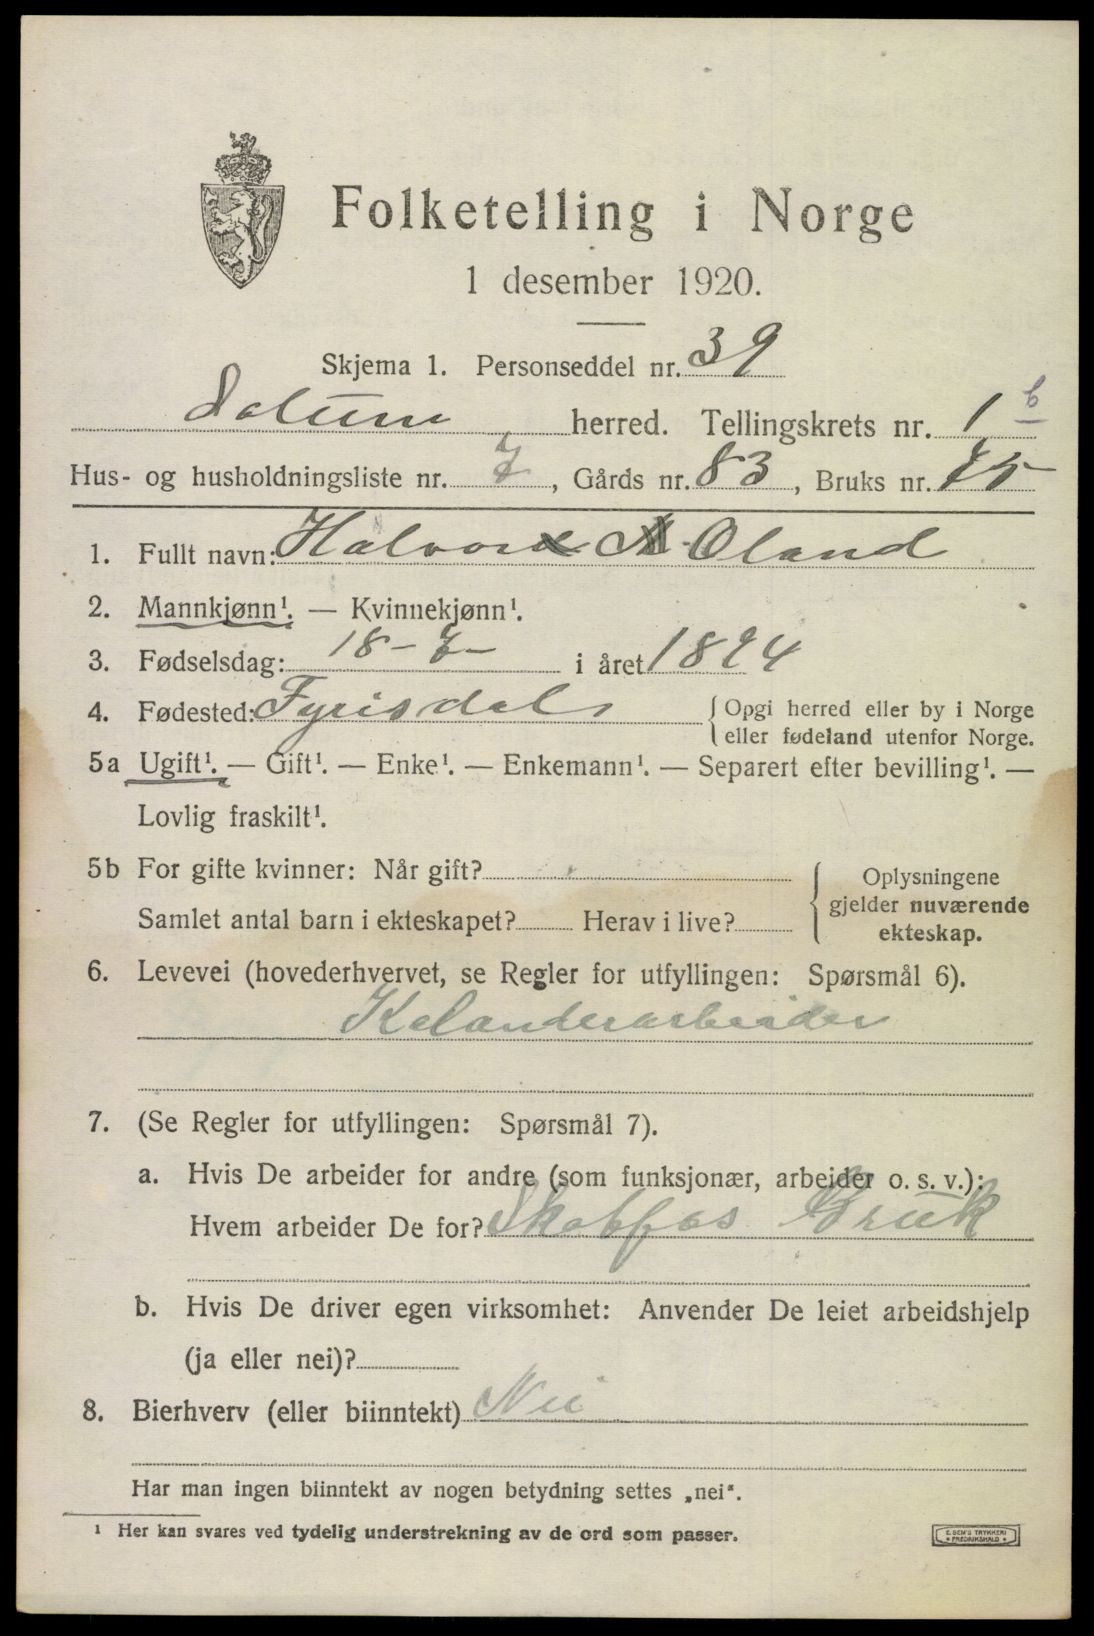 Folketelling i Norge
1 desember 1920.
Skjema 1. Personseddel nr. 39
Solum herred. Tellingskrets nr. 1 b
Hus- og husholdningsliste nr. 7, Gårds nr. 83, Bruks nr. 75
1. Fullt navn: Halvor Oland
2. Mannkjønn¹. — Kvinnekjønn¹.
3. Fødselsdag: 18-7- i året 1894
4. Fødested: Fyrisdal {Opgi herred eller by i Norge
eller fødeland utenfor Norge.
5a Ugift¹. — Gift¹. — Enke¹. — Enkemann¹. — Separert efter bevilling¹. —
Lovlig fraskilt¹.
5b For gifte kvinner: Når gift?
Samlet antal barn i ekteskapet? Herav i live?
{Oplysningene
gjelder nuværende
ekteskap.
6. Levevei (hovederhvervet, se Regler for utfyllingen: Spørsmål 6).
Kalanderarbeider
7. (Se Regler for utfyllingen: Spørsmål 7).
a. Hvis De arbeider for andre (som funksjonær, arbeider o. s. v.):
Hvem arbeider De for? Skotfos Bruk
b. Hvis De driver egen virksomhet: Anvender De leiet arbeidshjelp
(ja eller nei)?
8. Bierhverv (eller biinntekt) Nei
Har man ingen biinntekt av nogen betydning settes „nei".
¹ Her kan svares ved tydelig understrekning av de ord som passer.
E. SEM'S TRYKKERI
• FREDRIKSHALD •